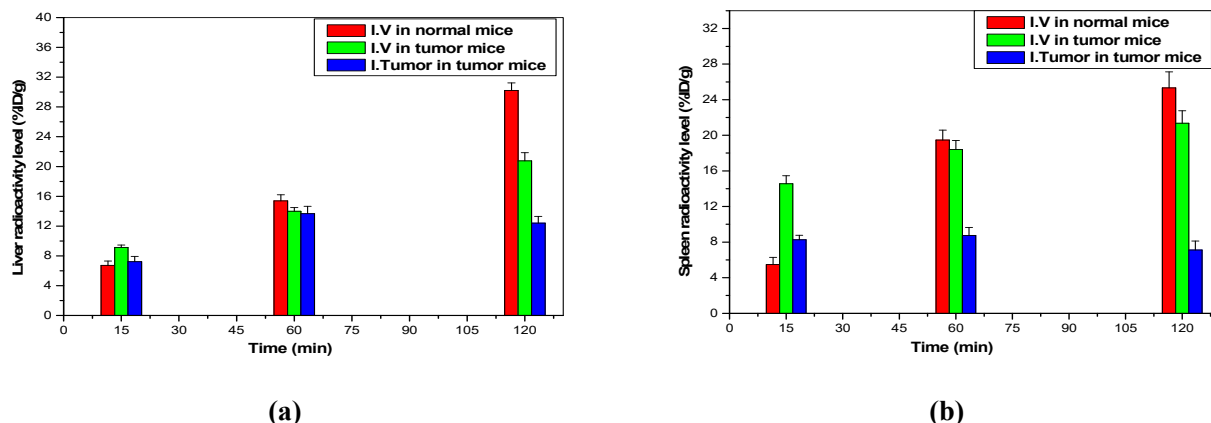 40
36
32
28
24
20
16
12
8
4
0
Liver radioactivity level (%ID/g)
I.V in normal mice
I.V in tumor mice
I.Tumor in tumor mice
0 15 30 45 60 75 90 105 120
Time (min)
(a)
32
28
24
20
16
12
8
4
0
Spleen radioactivity level (%ID/g)
I.V in normal mice
I.V in tumor mice
I.Tumor in tumor mice
0 15 30 45 60 75 90 105 120
Time (min)
(b)